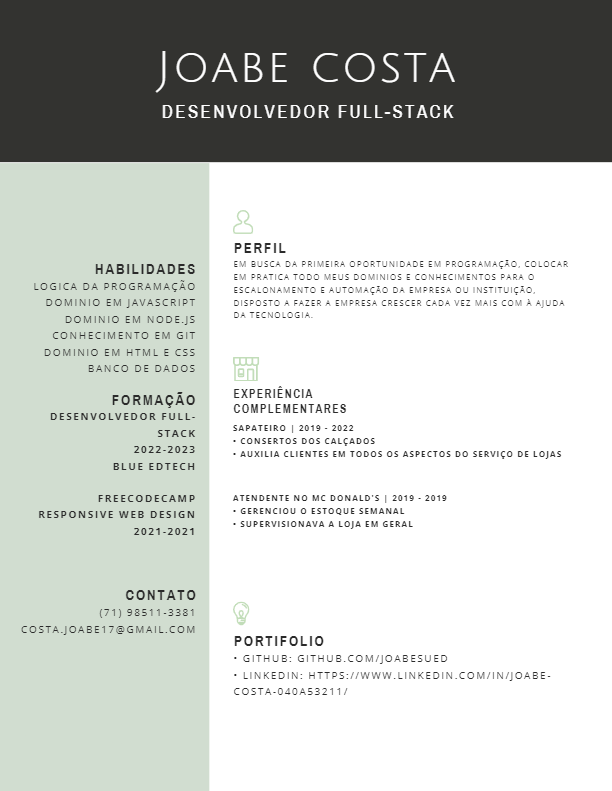 JOABE COSTA
DESENVOLVEDOR FULL-STACK
HABILIDADES
LOGICA DA PROGRAMAÇÃO
DOMINIO EM JAVASCRIPT
DOMINIO EM NODE.JS
CONHECIMENTO EM GIT
DOMINIO EM HTML E CSS
BANCO DE DADOS
FORMAÇÃO
DESENVOLVEDOR FULL-
STACK
2022-2023
BLUE EDTECH
FREECODECAMP
RESPONSIVE WEB DESIGN
2021-2021
CONTATO
(71) 98511-3381
COSTA.JOABE17@GMAIL.COM
PERFIL
EM BUSCA DA PRIMEIRA OPORTUNIDADE EM PROGRAMAÇÃO, COLOCAR
EM PRATICA TODO MEUS DOMINIOS E CONHECIMENTOS PARA O
ESCALONAMENTO E AUTOMAÇÃO DA EMPRESA OU INSTITUIÇÃO,
DISPOSTO A FAZER A EMPRESA CRESCER CADA VEZ MAIS COM À AJUDA
DA TECNOLOGIA.
EXPERIÊNCIA
COMPLEMENTARES
SAPATEIRO | 2019 - 2022
• CONSERTOS DOS CALÇADOS
• AUXILIA CLIENTES EM TODOS OS ASPECTOS DO SERVIÇO DE LOJAS
ATENDENTE NO MC DONALD'S | 2019 - 2019
• GERENCIOU O ESTOQUE SEMANAL
• SUPERVISIONAVA A LOJA EM GERAL
PORTIFOLIO
• GITHUB: GITHUB.COM/JOABESUED
• LINKEDIN: HTTPS://WWW.LINKEDIN.COM/IN/JOABE-
COSTA-040A53211/